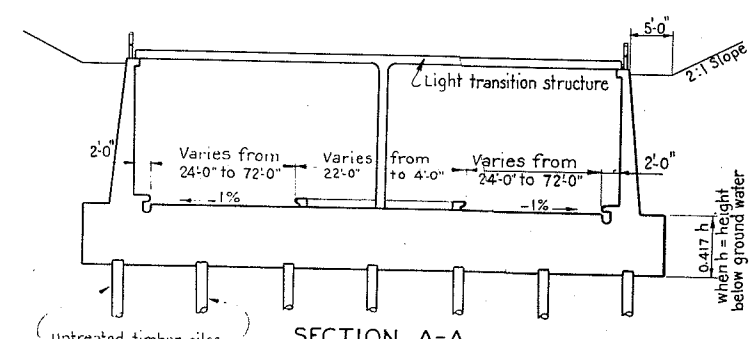 5'-0"
2:1 Slope
Light transition structure
2'-0"
Varies from
24'-0" to 72'-0"
Varies from
22'-0" to 4'-0"
Varies from
24'-0" to 72'-0"
2'-0"
-1%
-1%
0.417 h
when h = height
below ground water
untreated timber piles
SECTION A-A